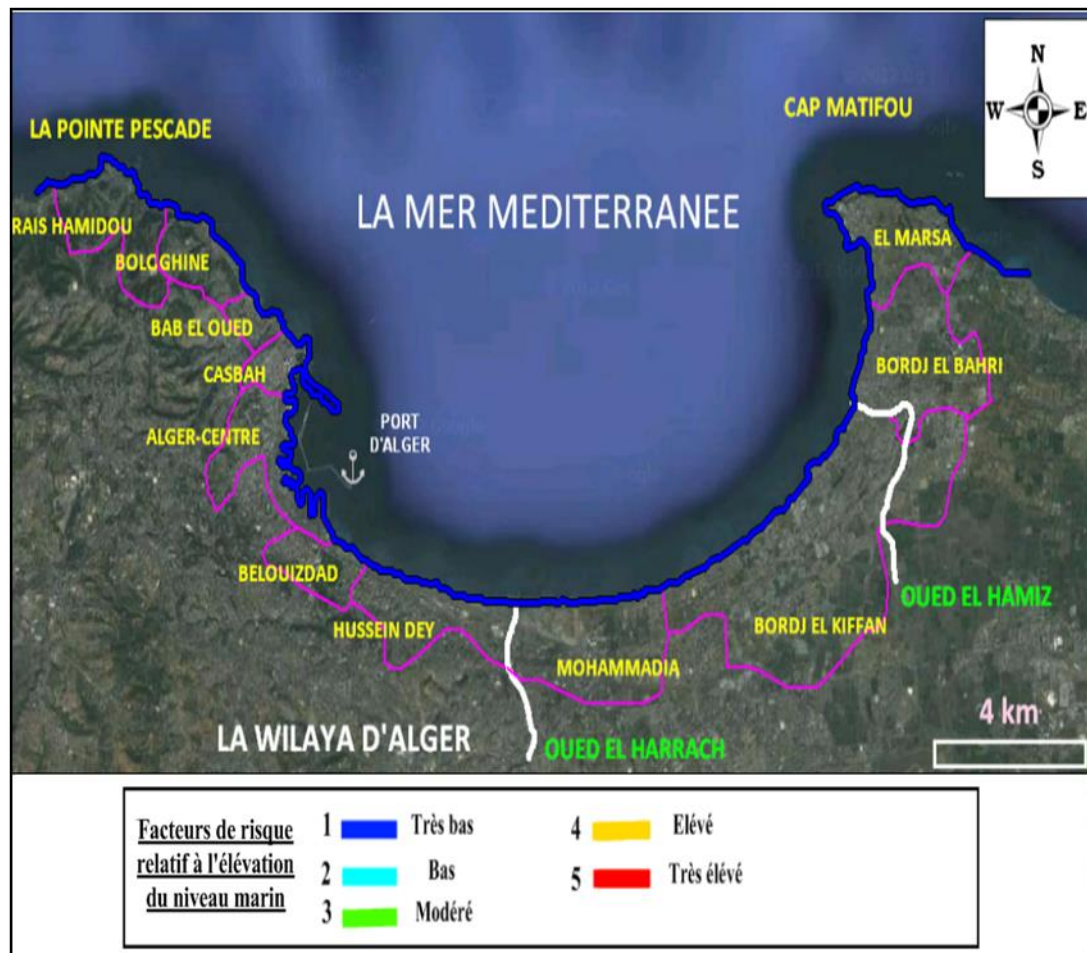 N
W E
S
CAP MATIFOU
LA POINTE PESCADE
LA MER MEDITERRANEE
RAIS HAMIDOU
EL MARSA
BOLOGHINE
BAB EL OUED
CASBAH
BORDJ EL BAHRI
ALGER-CENTRE
PORT
D'ALGER
BELOUIZDAD
OUED EL HAMIZ
HUSSEIN DEY
BORDJ EL KIFFAN
MOHAMMADIA
4 km
LA WILAYA D'ALGER
OUED EL HARRACH
Facteurs de risque
relatif à l'élévation
du niveau marin
1 Très bas
2 Bas
3 Modéré
4 Elévé
5 Très élévé